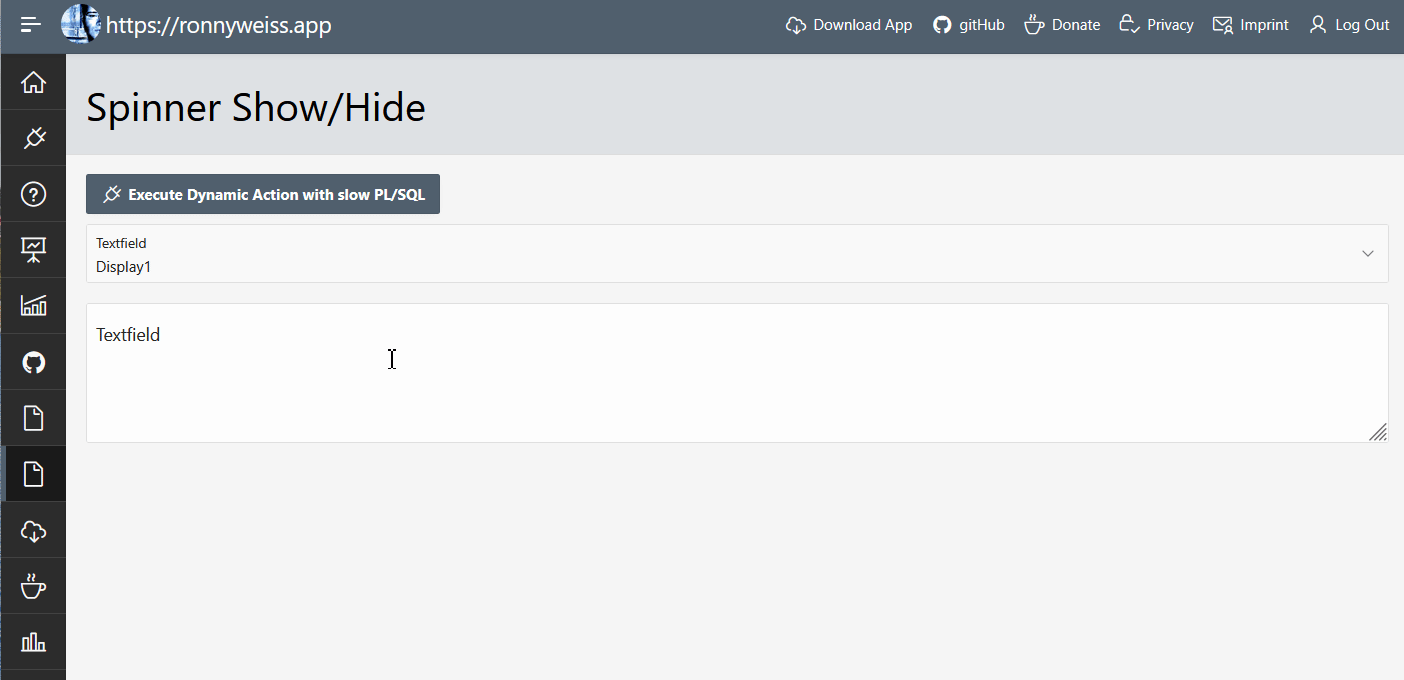 https://ronnyweiss.app
Download App
gitHub
Donate
Privacy
Imprint
Log Out
Spinner Show/Hide
Execute Dynamic Action with slow PL/SQL
Textfield
Display1
Textfield